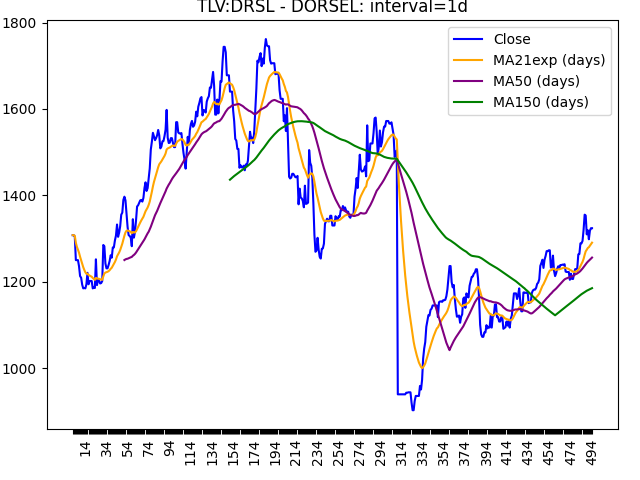 TLV:DRSL - DORSEL: interval=1d
Close
MA21exp (days)
MA50 (days)
MA150 (days)
1800
1600
1400
1200
1000
14 34 54 74 94 114 134 154 174 194 214 234 254 274 294 314 334 354 374 394 414 434 454 474 494